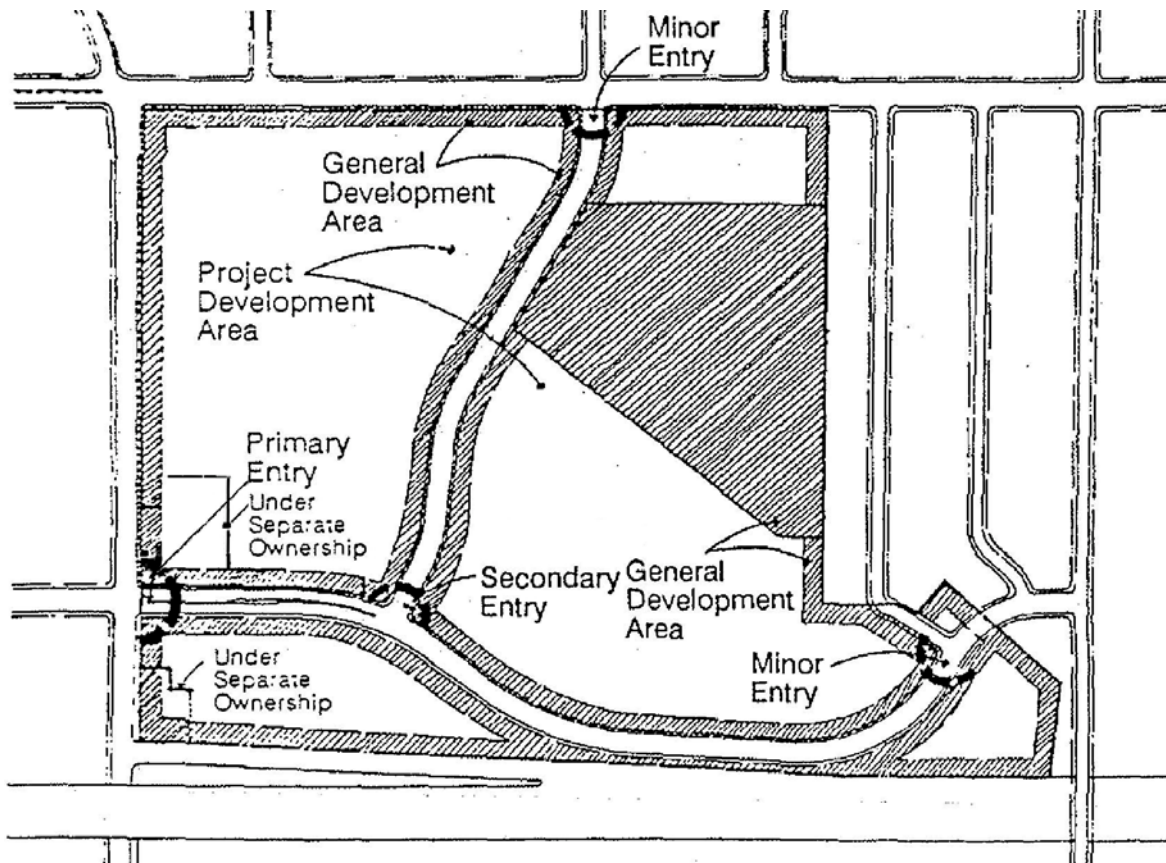 Minor
Entry
General
Development
Area
Project
Development
Area
Primary
Entry
Under
Separate
Ownership
Secondary
Entry
General
Development
Area
Under
Separate
Ownership
Minor
Entry